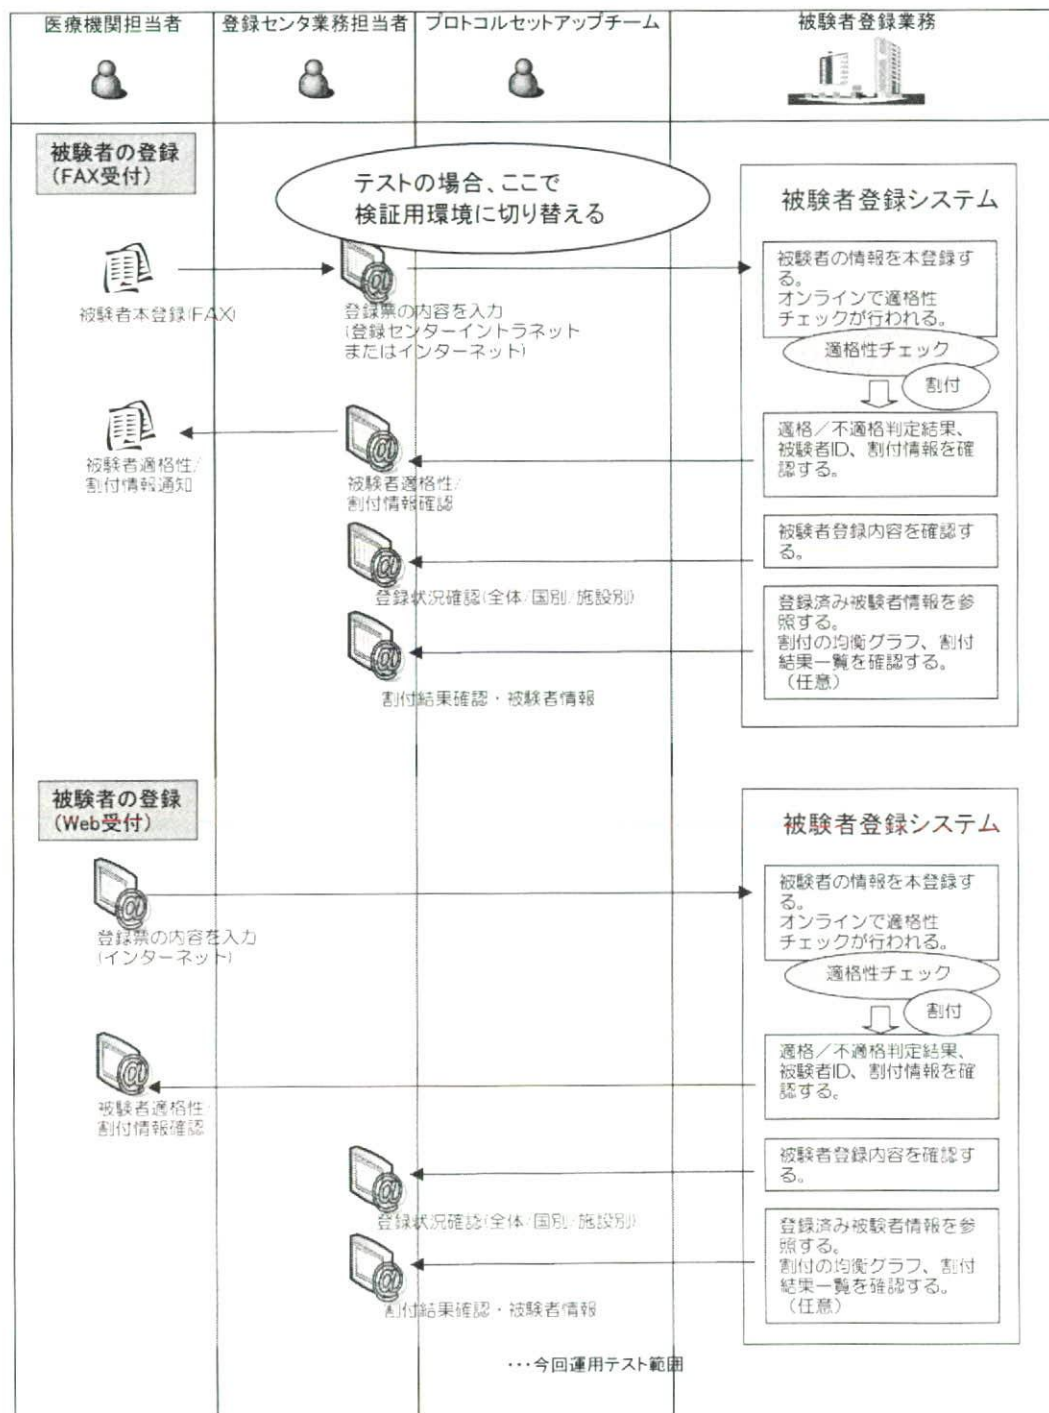 医療機関担当者
登録センタ業務担当者
プロトコルセットアップチーム
被験者登録業務
被験者の登録
(FAX受付)
テストの場合、ここで
検証用環境に切り替える
被験者登録システム
被験者の情報を本登録す
る。
オンラインで適格性
チェックが行われる。
被験者本登録(FAX)
登録票の内容を入力
(登録センターイントラネット
またはインターネット)
適格性チェック
割付
適格／不適格判定結果、
被験者ID、割付情報を確
認する。
被験者適格性/
割付情報通知
被験者適格性/
割付情報確認
被験者登録内容を確認す
る。
登録状況確認(全体/国別/施設別)
登録済み被験者情報を参
照する。
割付の均衡グラフ、割付
結果一覧を確認する。
（任意）
割付結果確認・被験者情報
被験者の登録
(Web受付)
被験者登録システム
被験者の情報を本登録す
る。
オンラインで適格性
チェックが行われる。
登録票の内容を入力
(インターネット)
適格性チェック
割付
適格／不適格判定結果、
被験者ID、割付情報を確
認する。
被験者適格性
割付情報確認
被験者登録内容を確認す
る。
登録状況確認(全体/国別/施設別)
登録済み被験者情報を参
照する。
割付の均衡グラフ、割付
結果一覧を確認する。
（任意）
割付結果確認・被験者情報
・・・今回運用テスト範囲